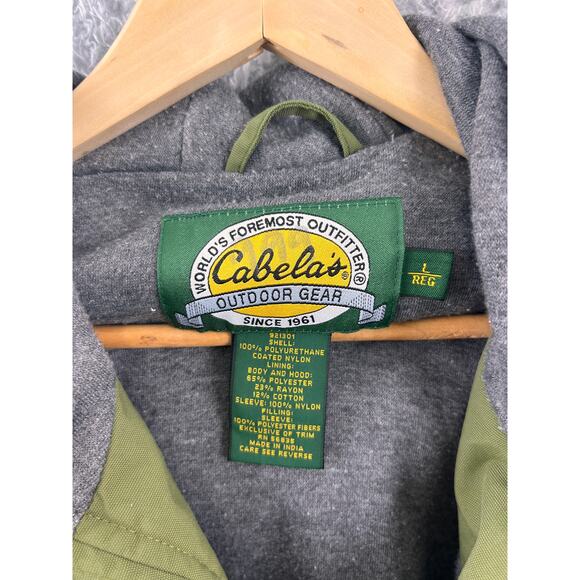 WORLD'S FOREMOST OUTFITTER®
Cabela's®
OUTDOOR GEAR
SINCE 1961
L
REG
921301
SHELL:
100% POLYURETHANE
COATED NYLON
LINING:
BODY AND HOOD:
65% POLYESTER
23% RAYON
12% COTTON
SLEEVE: 100% NYLON
FILLING:
SLEEVE:
100% POLYESTER FIBERS
EXCLUSIVE OF TRIM
RN 56835
MADE IN INDIA
CARE SEE REVERSE